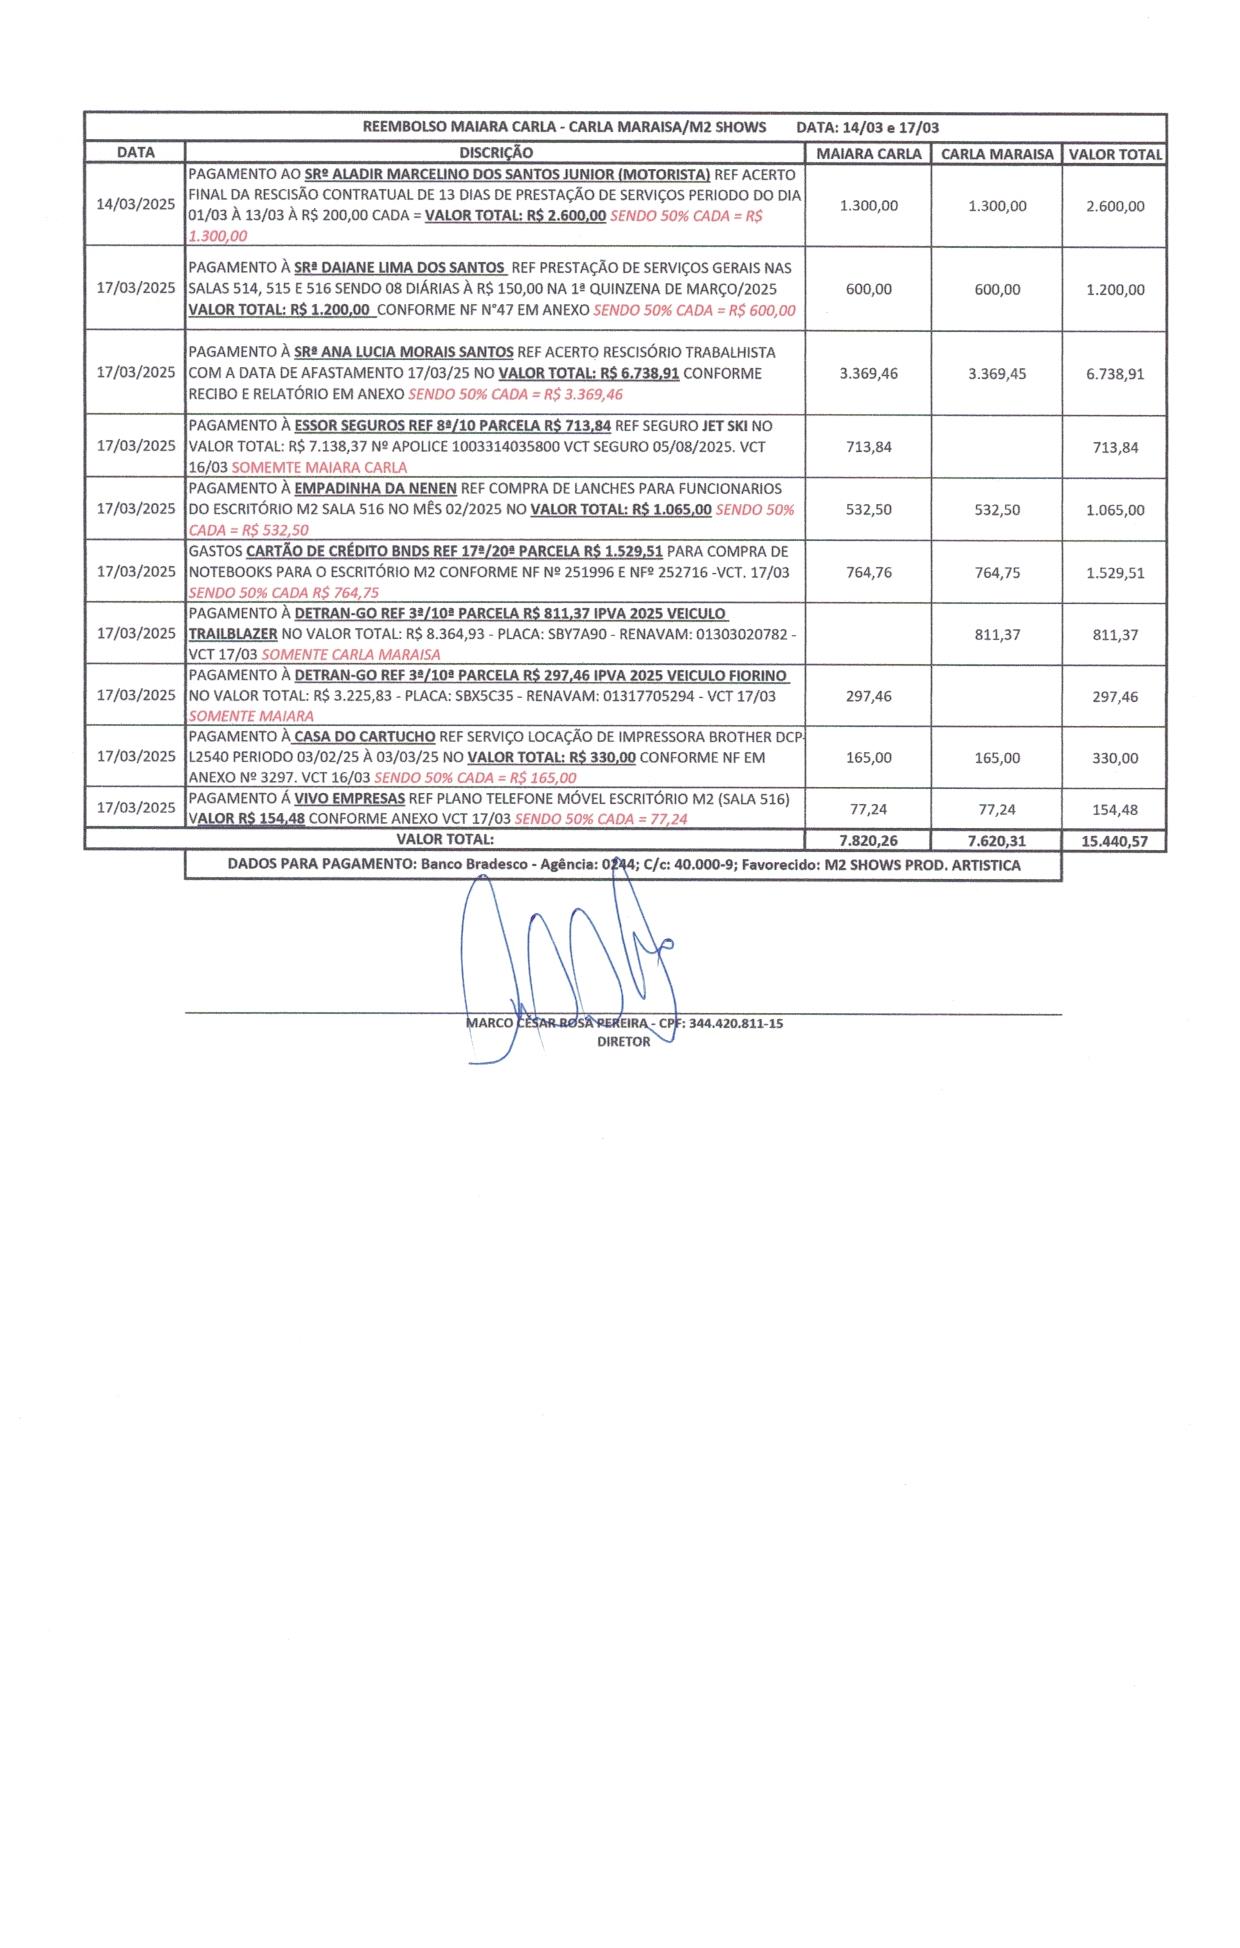 REEMBOLSO MAIARA CARLA - CARLA MARAISA/M2 SHOWS DATA: 14/03 e 17/03
DATA DISCRIÇÃO MAIARA CARLA CARLA MARAISA VALOR TOTAL
PAGAMENTO AO SRº ALADIR MARCELINO DOS SANTOS JUNIOR (MOTORISTA) REF ACERTO
FINAL DA RESCISÃO CONTRATUAL DE 13 DIAS DE PRESTAÇÃO DE SERVIÇOS PERIODO DO DIA
14/03/2025 01/03 À 13/03 À R$ 200,00 CADA = VALOR TOTAL: R$ 2.600,00 SENDO 50% CADA = R$ 1.300,00 1.300,00 2.600,00
1.300,00
PAGAMENTO À SRª DAIANE LIMA DOS SANTOS REF PRESTAÇÃO DE SERVIÇOS GERAIS NAS
17/03/2025 SALAS 514, 515 E 516 SENDO 08 DIÁRIAS À R$ 150,00 NA 1ª QUINZENA DE MARÇO/2025 600,00 600,00 1.200,00
VALOR TOTAL: R$ 1.200,00 CONFORME NF N°47 EM ANEXO SENDO 50% CADA = R$ 600,00
PAGAMENTO À SRª ANA LUCIA MORAIS SANTOS REF ACERTO RESCISÓRIO TRABALHISTA
17/03/2025 COM A DATA DE AFASTAMENTO 17/03/25 NO VALOR TOTAL: R$ 6.738,91 CONFORME 3.369,46 3.369,45 6.738,91
RECIBO E RELATÓRIO EM ANEXO SENDO 50% CADA = R$ 3.369,46
PAGAMENTO À ESSOR SEGUROS REF 8ª/10 PARCELA R$ 713,84 REF SEGURO JET SKI NO
17/03/2025 VALOR TOTAL: R$ 7.138,37 Nº APOLICE 1003314035800 VCT SEGURO 05/08/2025. VCT 713,84 713,84
16/03 SOMEMTE MAIARA CARLA
PAGAMENTO À EMPADINHA DA NENEN REF COMPRA DE LANCHES PARA FUNCIONARIOS
17/03/2025 DO ESCRITÓRIO M2 SALA 516 NO MÊS 02/2025 NO VALOR TOTAL: R$ 1.065,00 SENDO 50% 532,50 532,50 1.065,00
CADA = R$ 532,50
GASTOS CARTÃO DE CRÉDITO BNDS REF 17ª/20ª PARCELA R$ 1.529,51 PARA COMPRA DE
17/03/2025 NOTEBOOKS PARA O ESCRITÓRIO M2 CONFORME NF Nº 251996 E NFº 252716 -VCT. 17/03 764,76 764,75 1.529,51
SENDO 50% CADA R$ 764,75
PAGAMENTO À DETRAN-GO REF 3ª/10ª PARCELA R$ 811,37 IPVA 2025 VEICULO
17/03/2025 TRAILBLAZER NO VALOR TOTAL: R$ 8.364,93 - PLACA: SBY7A90 - RENAVAM: 01303020782 - 811,37 811,37
VCT 17/03 SOMENTE CARLA MARAISA
PAGAMENTO À DETRAN-GO REF 3ª/10ª PARCELA R$ 297,46 IPVA 2025 VEICULO FIORINO
17/03/2025 NO VALOR TOTAL: R$ 3.225,83 - PLACA: SBX5C35 - RENAVAM: 01317705294 - VCT 17/03 297,46 297,46
SOMENTE MAIARA
PAGAMENTO À CASA DO CARTUCHO REF SERVIÇO LOCAÇÃO DE IMPRESSORA BROTHER DCP-
17/03/2025 L2540 PERIODO 03/02/25 À 03/03/25 NO VALOR TOTAL: R$ 330,00 CONFORME NF EM 165,00 165,00 330,00
ANEXO Nº 3297. VCT 16/03 SENDO 50% CADA = R$ 165,00
PAGAMENTO Á VIVO EMPRESAS REF PLANO TELEFONE MÓVEL ESCRITÓRIO M2 (SALA 516)
17/03/2025 VALOR R$ 154,48 CONFORME ANEXO VCT 17/03 SENDO 50% CADA = 77,24 77,24 77,24 154,48
VALOR TOTAL: 7.820,26 7.620,31 15.440,57
DADOS PARA PAGAMENTO: Banco Bradesco - Agência: 0244; C/c: 40.000-9; Favorecido: M2 SHOWS PROD. ARTISTICA
MARCO CÉSAR ROSA PEREIRA - CPF: 344.420.811-15
DIRETOR